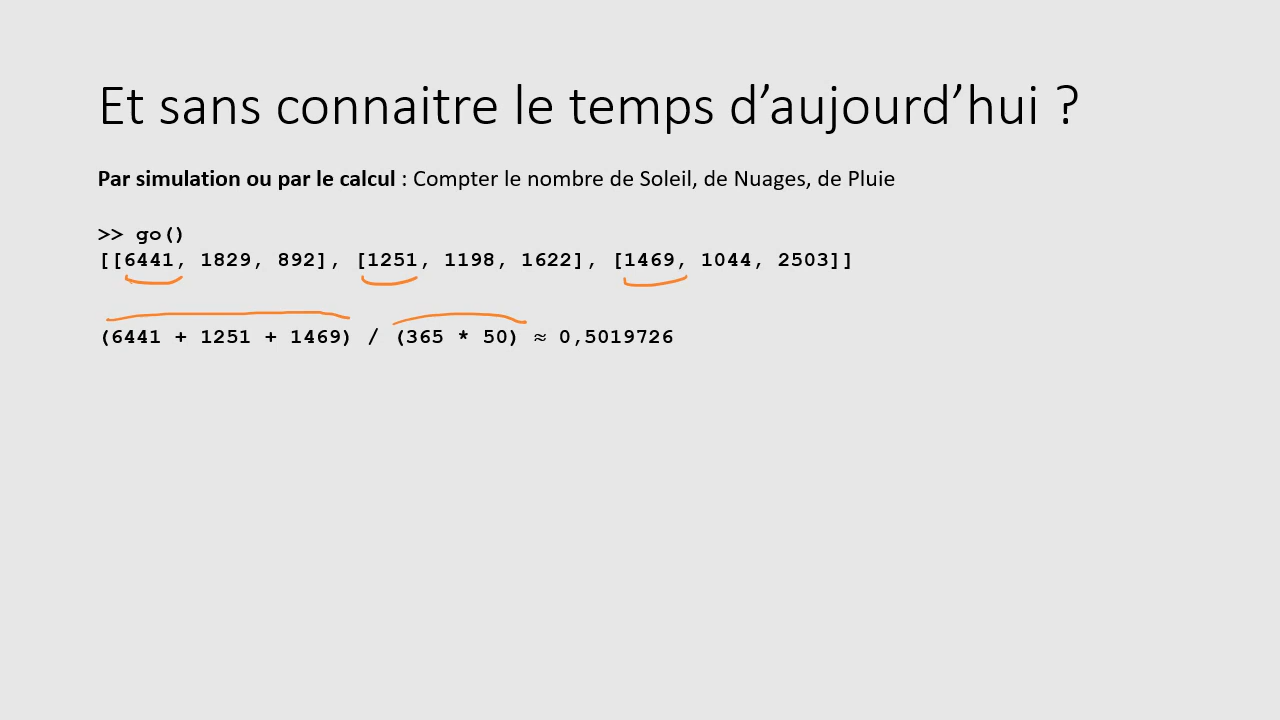 Et sans connaitre le temps d’aujourd’hui ?
Par simulation ou par le calcul : Compter le nombre de Soleil, de Nuages, de Pluie
>> go()
[[6441, 1829, 892], [1251, 1198, 1622], [1469, 1044, 2503]]
(6441 + 1251 + 1469) / (365 * 50) ≈ 0,5019726